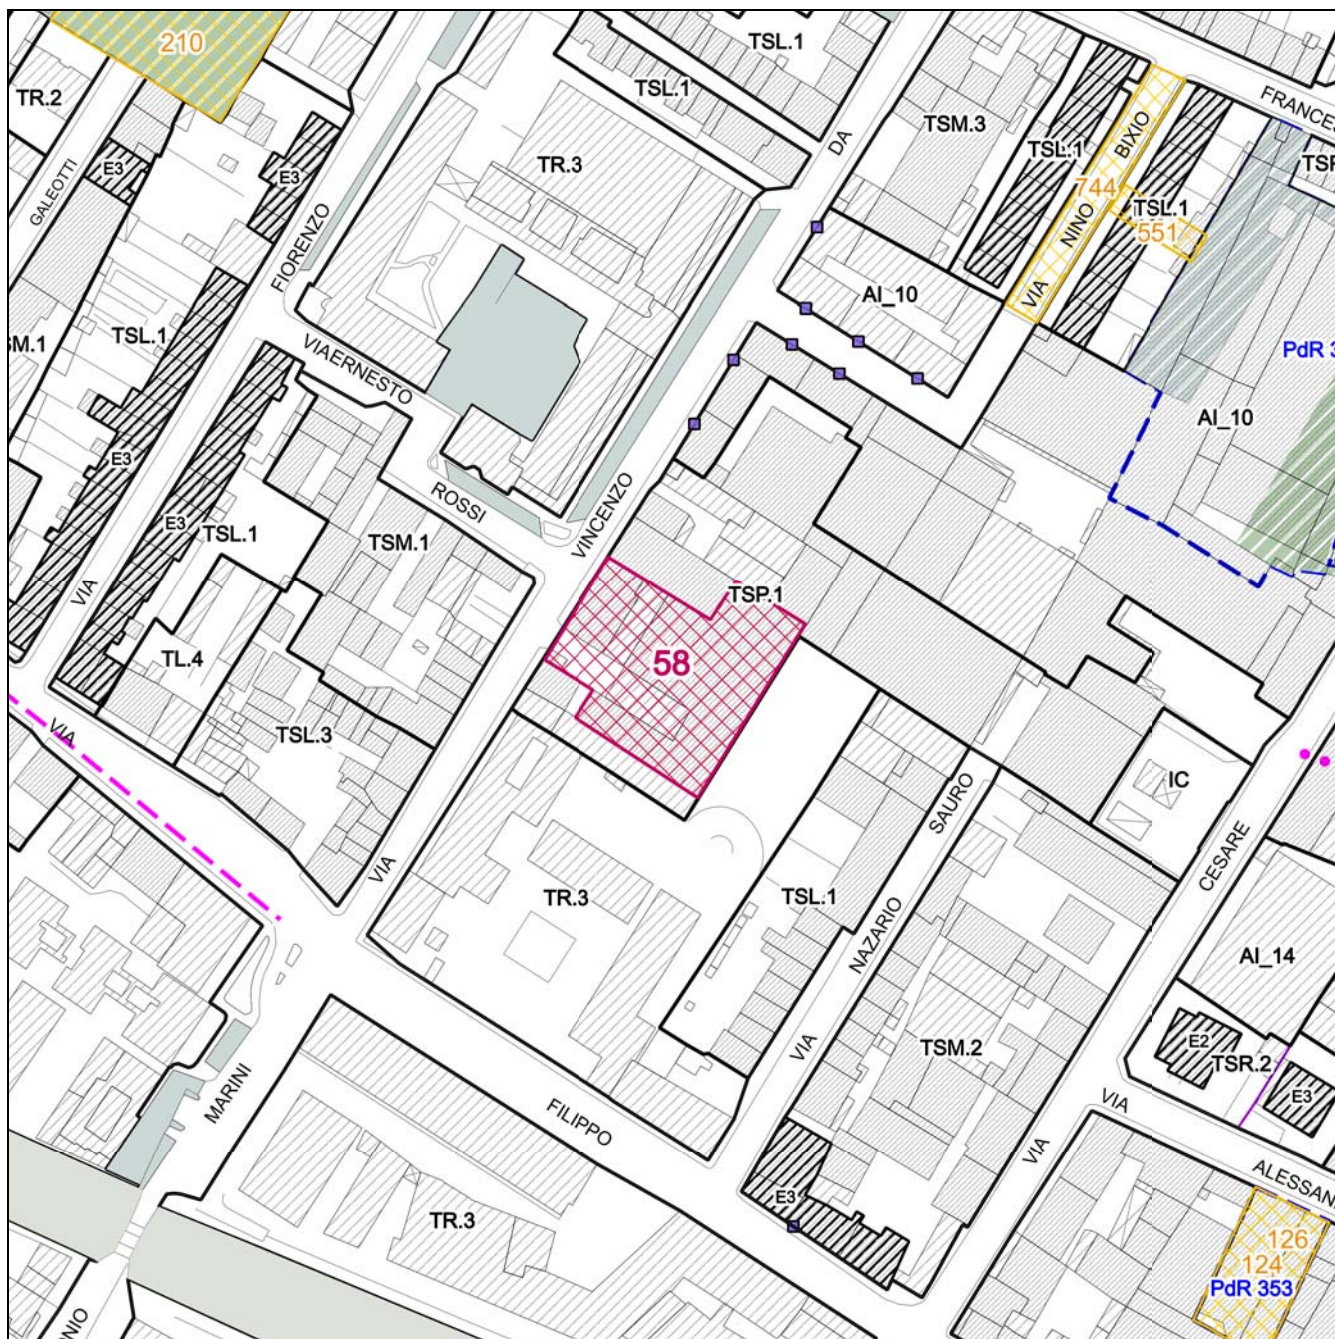 210
TSL.1
TR.2
TSL.1
FRANCES
TSM.3
TSL.1
BIXIO
DA
E3
E3
TR.3
744
TSL.1
NINO
551
GALEOTTI
FIORENZO
VIA
AI_10
SM.1
TSL.1
VIAERNESTO
PdR 3
AI_10
E3
E3
ROSSI
VINCENZO
TSL.1
TSM.1
VIA
TSP.1
TL.4
58
VIA
TSL.3
SAURO
IC
CESARE
VIA
TR.3
TSL.1
NAZARIO
AI_14
VIA
TSM.2
E2
TSR.2
MARINI
FILIPPO
E3
VIA
VIA
ALESSAN
E3
TR.3
126
124
PdR 353
NIO